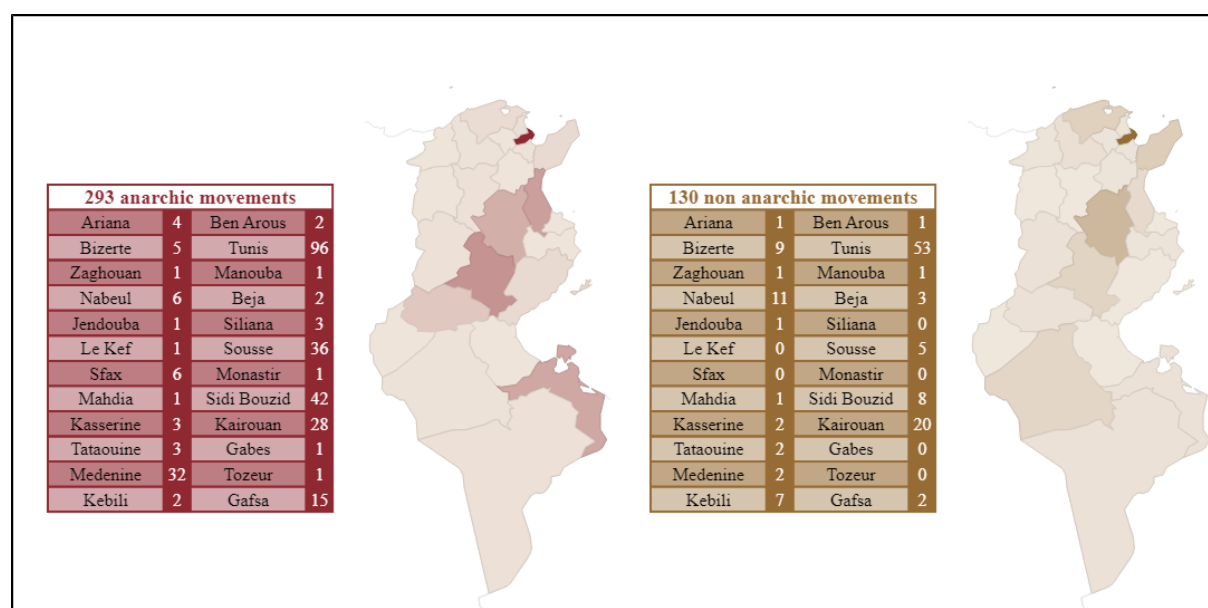 293 anarchic movements
Ariana 4 Ben Arous 2
Bizerte 5 Tunis 96
Zaghouan 1 Manouba 1
Nabeul 6 Beja 2
Jendouba 1 Siliana 3
Le Kef 1 Sousse 36
Sfax 6 Monastir 1
Mahdia 1 Sidi Bouzid 42
Kasserine 3 Kairouan 28
Tataouine 3 Gabes 1
Medenine 32 Tozeur 1
Kebili 2 Gafsa 15
130 non anarchic movements
Ariana 1 Ben Arous 1
Bizerte 9 Tunis 53
Zaghouan 1 Manouba 1
Nabeul 11 Beja 3
Jendouba 1 Siliana 0
Le Kef 0 Sousse 5
Sfax 0 Monastir 0
Mahdia 1 Sidi Bouzid 8
Kasserine 2 Kairouan 20
Tataouine 2 Gabes 0
Medenine 2 Tozeur 0
Kebili 7 Gafsa 2